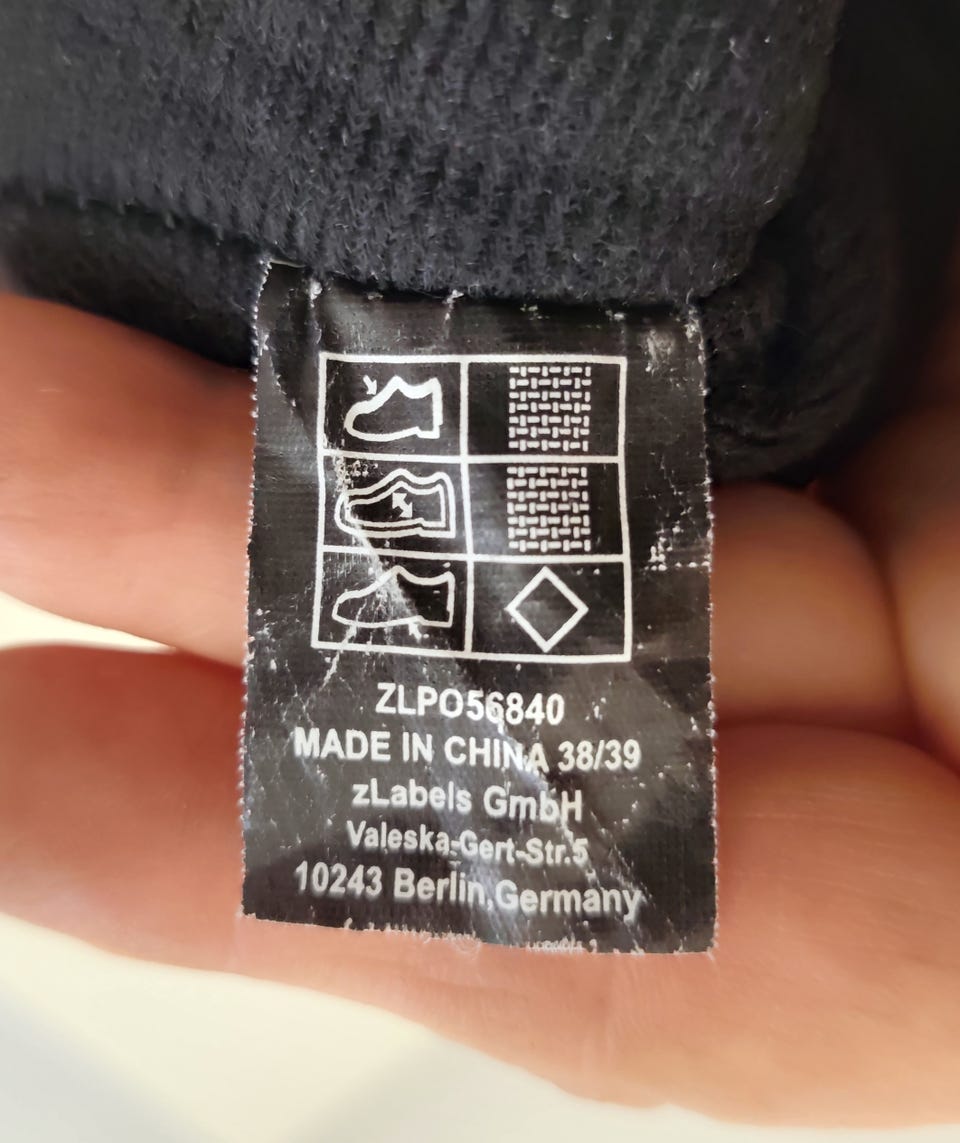 ZLPO56840
MADE IN CHINA 38/39
zLabels GmbH
Valeska-Gert-Str.5
10243 Berlin,Germany